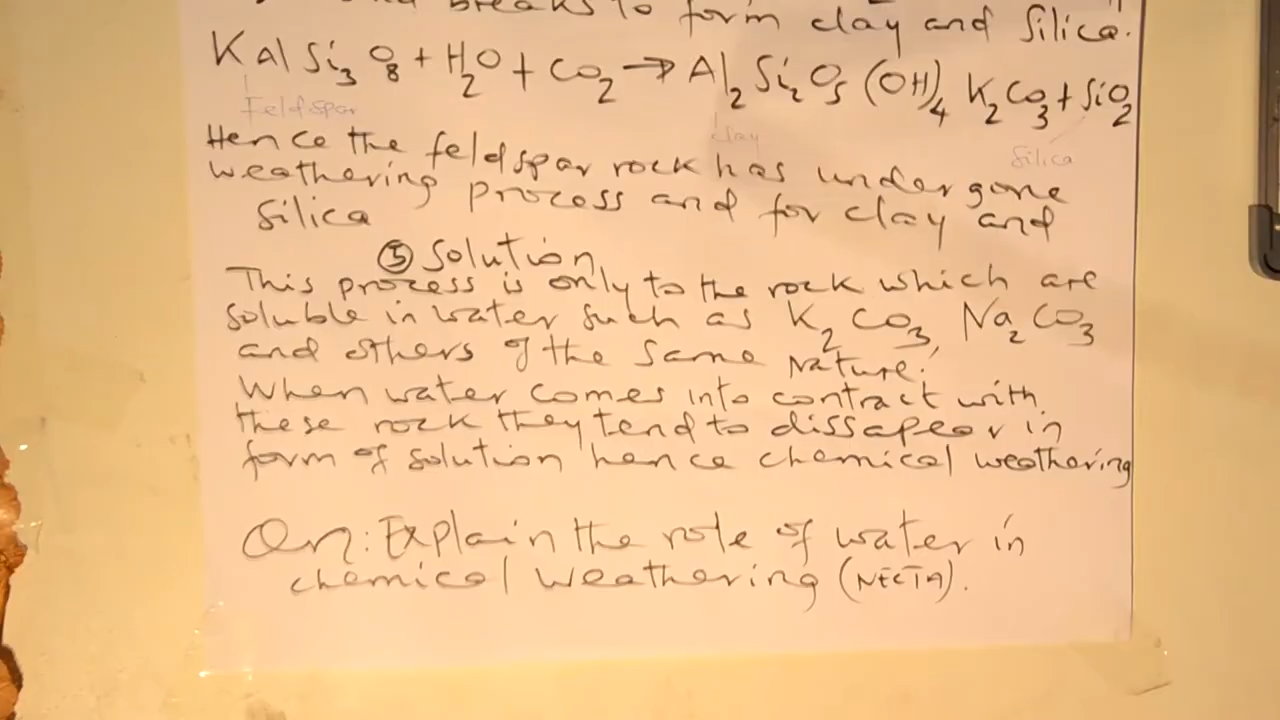 breaks to form clay and Silica.
KAlSi₃O₈ + H₂O + CO₂ → Al₂Si₂O₅(OH)₄ K₂CO₃ + SiO₂
Feldspar
clay
Silica
Hence the feldspar rock has undergone
weathering process and for clay and
Silica
⑤ Solution
This process is only to the rock which are
soluble in water such as K₂CO₃, Na₂CO₃
and others of the same Nature.
When water comes into contract with
these rock they tend to dissapear in
form of solution hence chemical weathering
Qn: Explain the role of water in
chemical weathering (NECTA).